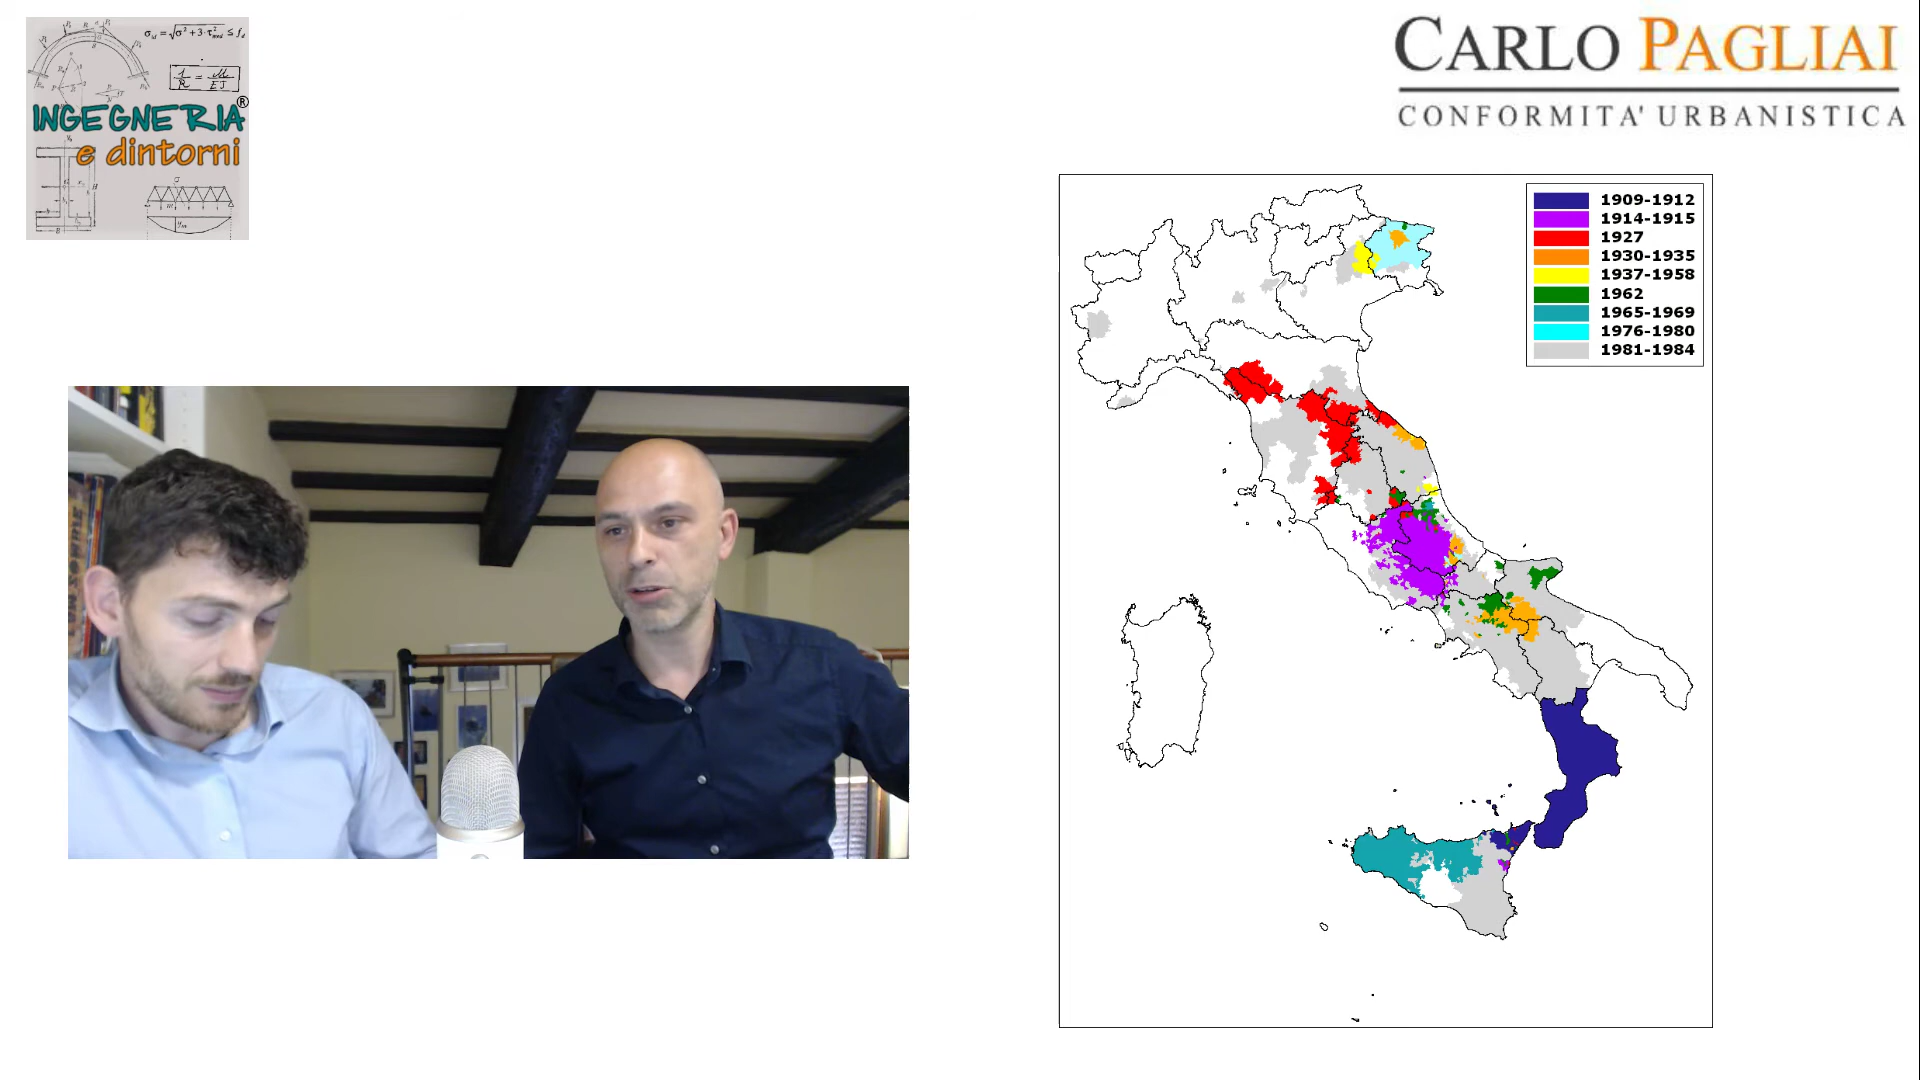 INGEGNERIA®
e dintorni
CARLO PAGLIAI
CONFORMITA' URBANISTICA
1909-1912
1914-1915
1927
1930-1935
1937-1958
1962
1965-1969
1976-1980
1981-1984